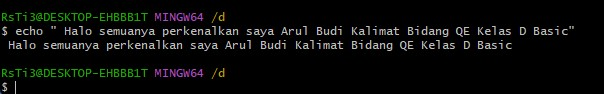 RsTi3@DESKTOP-EHBBB1T MINGW64 /d
$ echo " Halo semuanya perkenalkan saya Arul Budi Kalimat Bidang QE Kelas D Basic"
 Halo semuanya perkenalkan saya Arul Budi Kalimat Bidang QE Kelas D Basic
RsTi3@DESKTOP-EHBBB1T MINGW64 /d
$